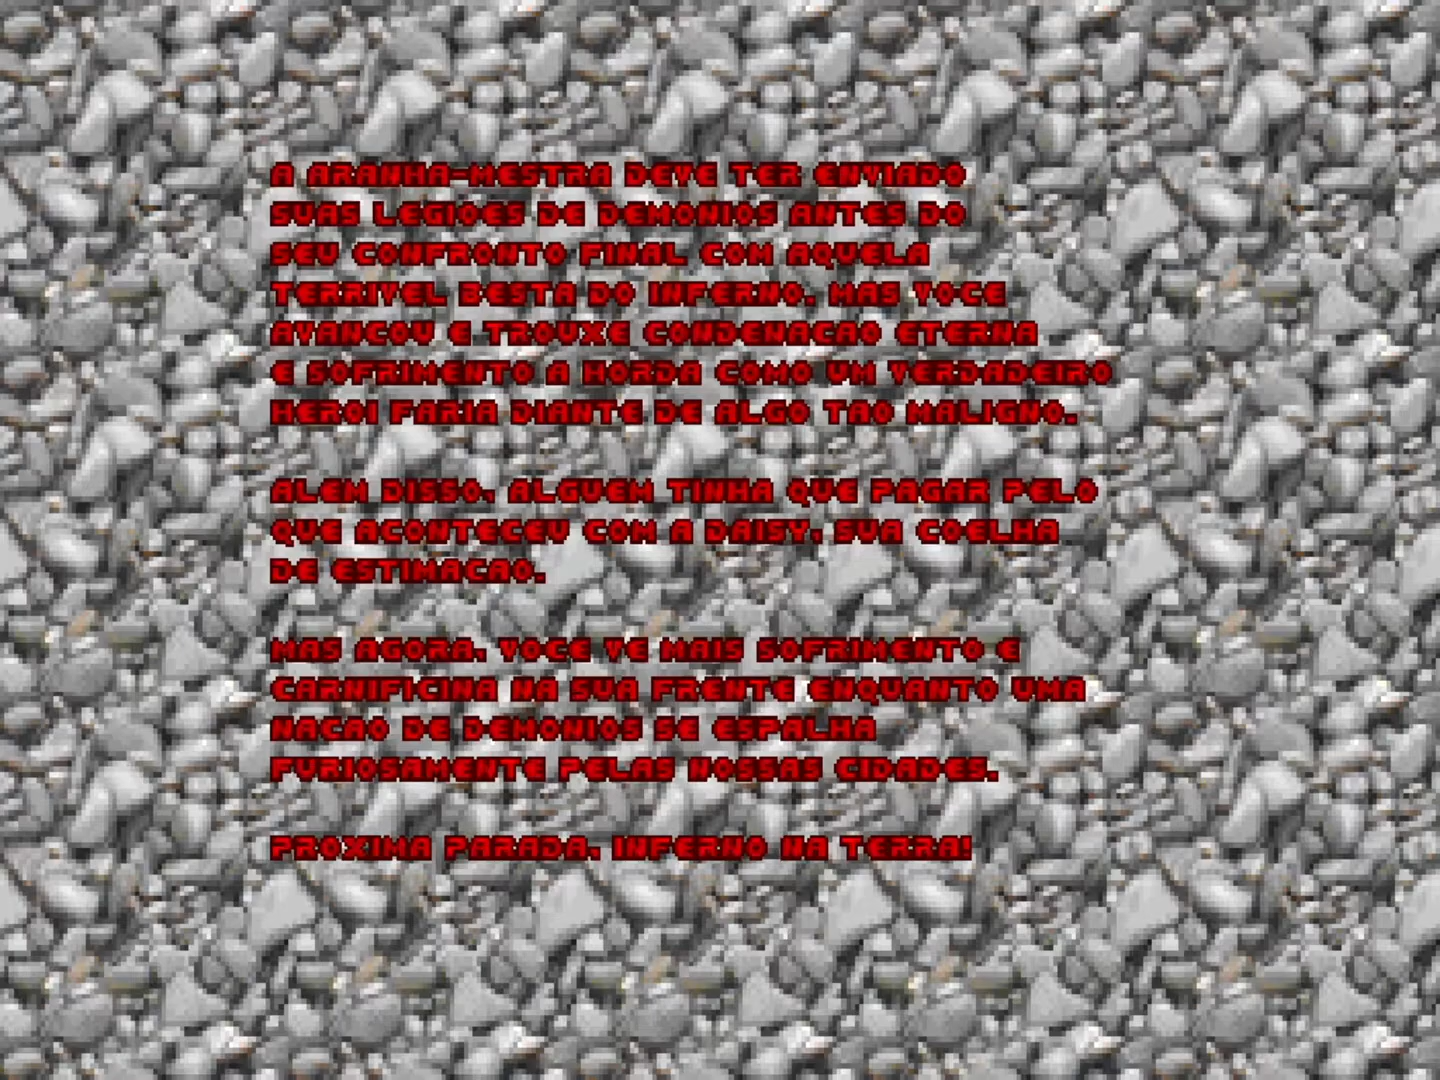 A ARANHA-MESTRA DEVE TER ENVIADO
SUAS LEGIOES DE DEMONIOS ANTES DO
SEU CONFRONTO FINAL COM AQUELA
TERRIVEL BESTA DO INFERNO. MAS VOCE
AVANCOU E TROUXE CONDENACAO ETERNA
E SOFRIMENTO A HORDA COMO UM VERDADEIRO
HEROI FARIA DIANTE DE ALGO TAO MALIGNO.
ALEM DISSO, ALGUEM TINHA QUE PAGAR PELO
QUE ACONTECEU COM A DAISY, SUA COELHA
DE ESTIMACAO.
MAS AGORA, VOCE VE MAIS SOFRIMENTO E
CARNIFICINA NA SUA FRENTE ENQUANTO UMA
NACAO DE DEMONIOS SE ESPALHA
FURIOSAMENTE PELAS NOSSAS CIDADES.
PROXIMA PARADA, INFERNO NA TERRA!